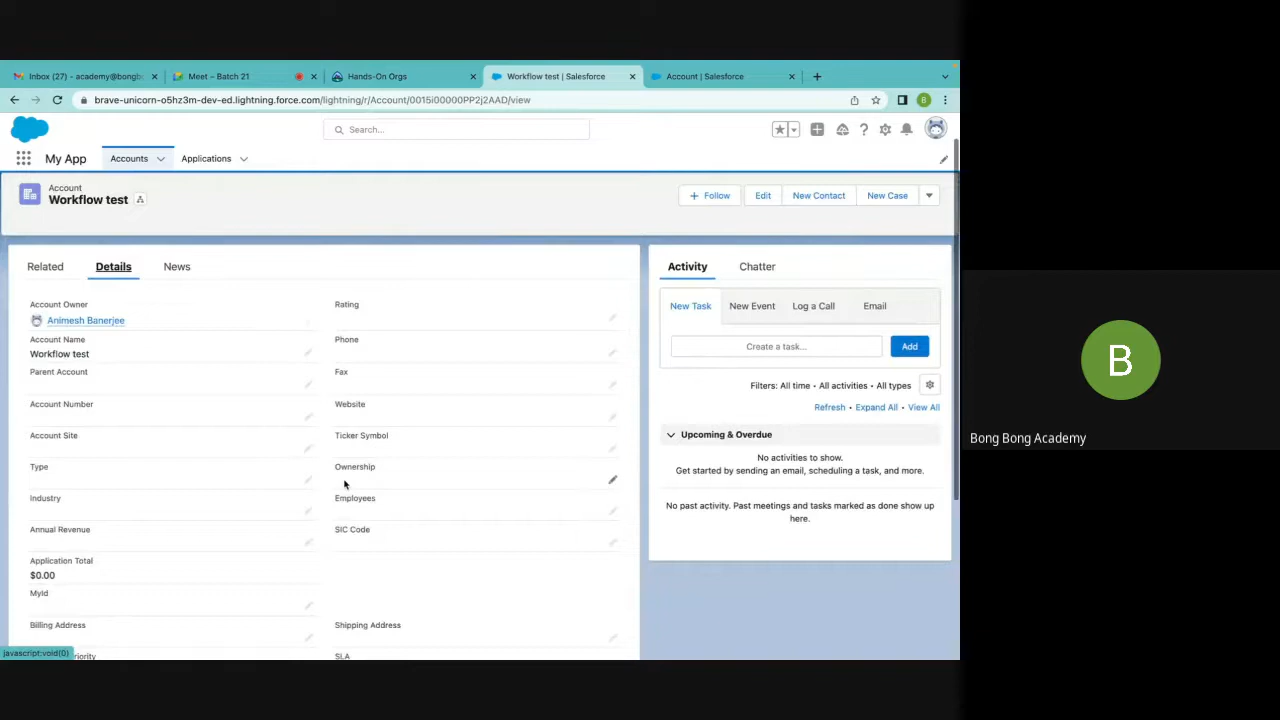 Inbox (27) - academy@bongb
Meet – Batch 21
Hands-On Orgs
Workflow test | Salesforce
Account | Salesforce
brave-unicorn-o5hz3m-dev-ed.lightning.force.com/lightning/r/Account/0015i00000PP2j2AAD/view
B
Search...
My App
Accounts
Applications
Account
Workflow test
+ Follow
Edit
New Contact
New Case
Related
Details
News
Activity
Chatter
Account Owner
Animesh Banerjee
Rating
Account Name
Workflow test
Phone
Parent Account
Fax
Account Number
Website
Account Site
Ticker Symbol
Type
Ownership
Industry
Employees
Annual Revenue
SIC Code
Application Total
$0.00
MyId
Billing Address
Shipping Address
iority
SLA
New Task
New Event
Log a Call
Email
Create a task...
Add
Filters: All time • All activities • All types
Refresh • Expand All • View All
Upcoming & Overdue
No activities to show.
Get started by sending an email, scheduling a task, and more.
No past activity. Past meetings and tasks marked as done show up
here.
javascript:void(0)
B
Bong Bong Academy